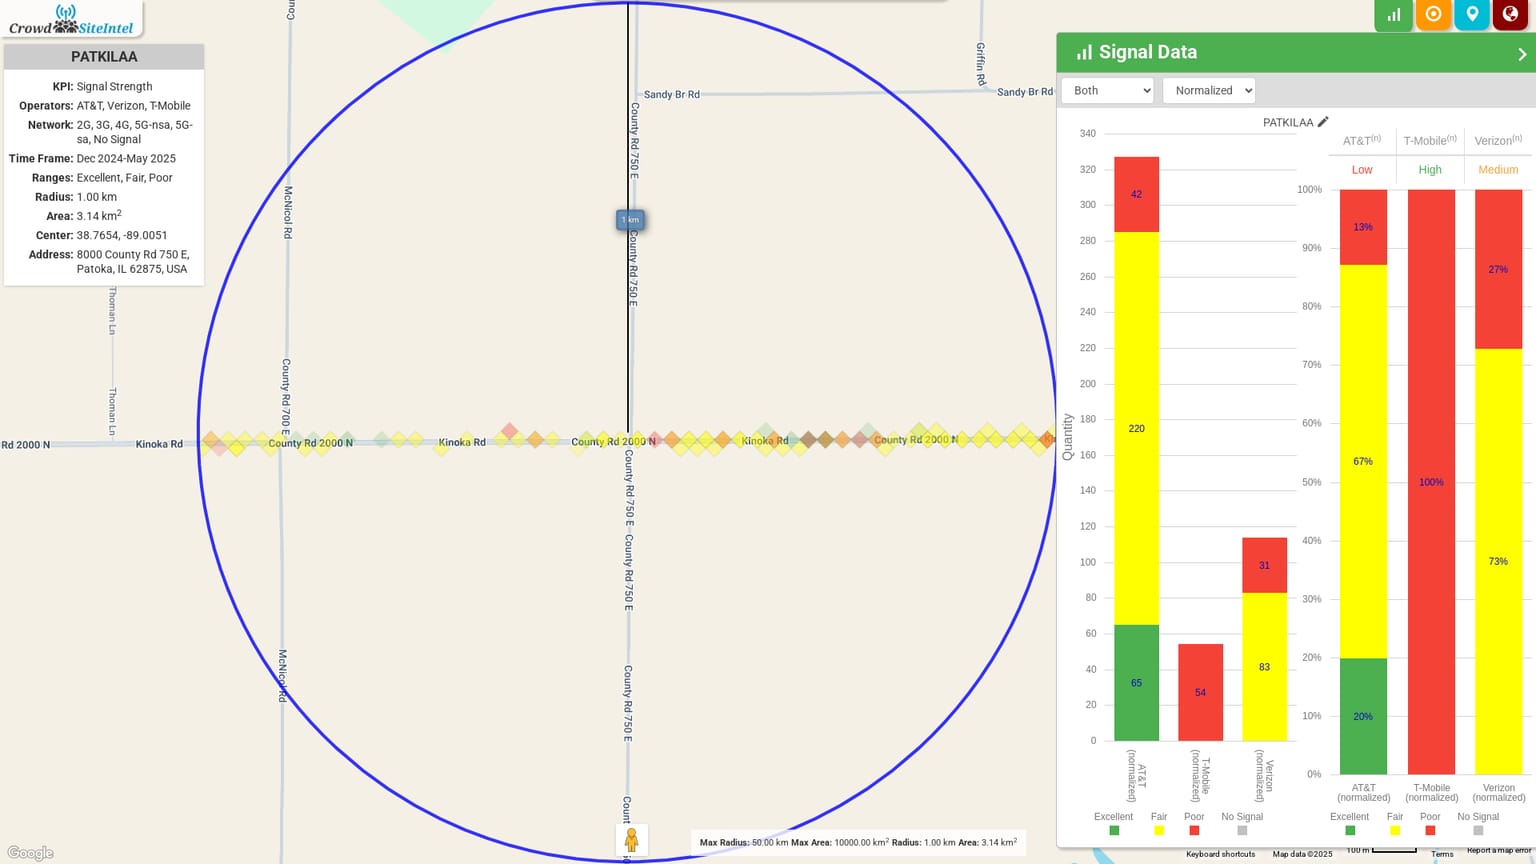 Crowd SiteIntel
PATKILAA
KPI: Signal Strength
Operators: AT&T, Verizon, T-Mobile
Network: 2G, 3G, 4G, 5G-nsa, 5G-
sa, No Signal
Time Frame: Dec 2024-May 2025
Ranges: Excellent, Fair, Poor
Radius: 1.00 km
Area: 3.14 km²
Center: 38.7654, -89.0051
Address: 8000 County Rd 750 E,
Patoka, IL 62875, USA
Coun
McNicol Rd
County Rd 700 E
McNicol Rd
Thoman Ln
Thoman Ln
Rd 2000 N
Kinoka Rd
County Rd 2000 N
Kinoka Rd
County Rd 2000 N
Kinoka Rd
County Rd 2000 N
Ki
Sandy Br Rd
Griffin Rd
Sandy Br Rd
County Rd 750 E
1 km
County Rd 750 E
County Rd 750 E
County Rd 750 E
County Rd 750 E
Count
Google
Max Radius: 50.00 km Max Area: 10000.00 km² Radius: 1.00 km Area: 3.14 km²
Signal Data
Both
Normalized
PATKILAA
Quantity
340
320
300
280
260
240
220
200
180
160
140
120
100
80
60
40
20
0
42
220
65
54
31
83
AT&T
(normalized)
T-Mobile
(normalized)
Verizon
(normalized)
Excellent Fair Poor No Signal
AT&T(n) T-Mobile(n) Verizon(n)
Low High Medium
100%
90%
80%
70%
60%
50%
40%
30%
20%
10%
0%
13%
67%
20%
100%
27%
73%
AT&T
(normalized)
T-Mobile
(normalized)
Verizon
(normalized)
Excellent Fair Poor No Signal
Keyboard shortcuts
Map data ©2025
100 m
Terms
Report a map error